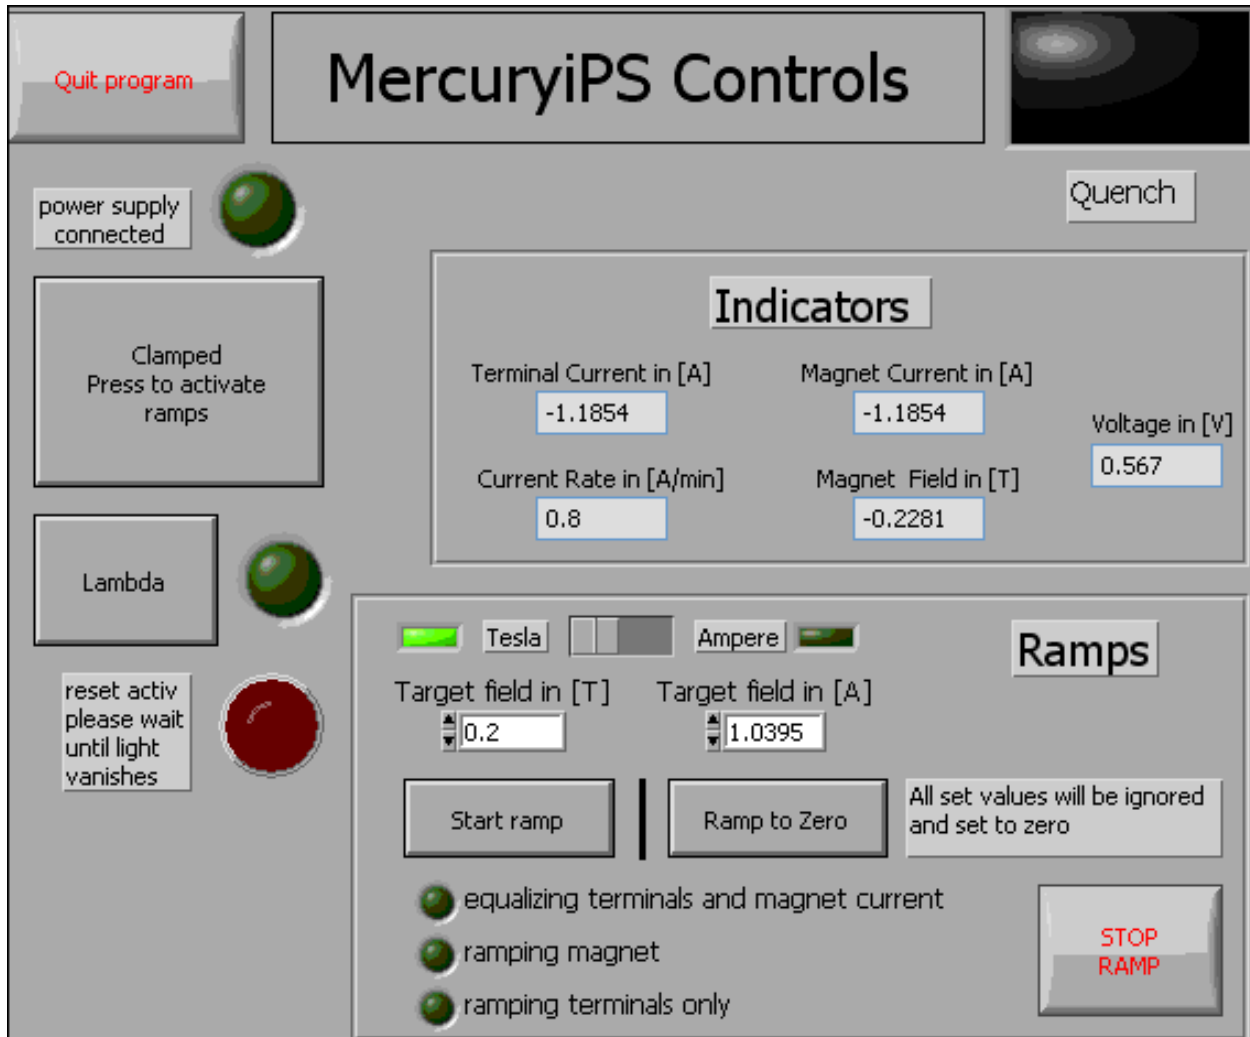 Quit program
MercuryiPS Controls
power supply
connected
Quench
Clamped
Press to activate
ramps
Indicators
Terminal Current in [A]
-1.1854
Magnet Current in [A]
-1.1854
Voltage in [V]
0.567
Current Rate in [A/min]
0.8
Magnet Field in [T]
-0.2281
Lambda
reset activ
please wait
until light
vanishes
Tesla
Ampere
Ramps
Target field in [T]
0.2
Target field in [A]
1.0395
Start ramp
Ramp to Zero
All set values will be ignored
and set to zero
equalizing terminals and magnet current
ramping magnet
ramping terminals only
STOP
RAMP